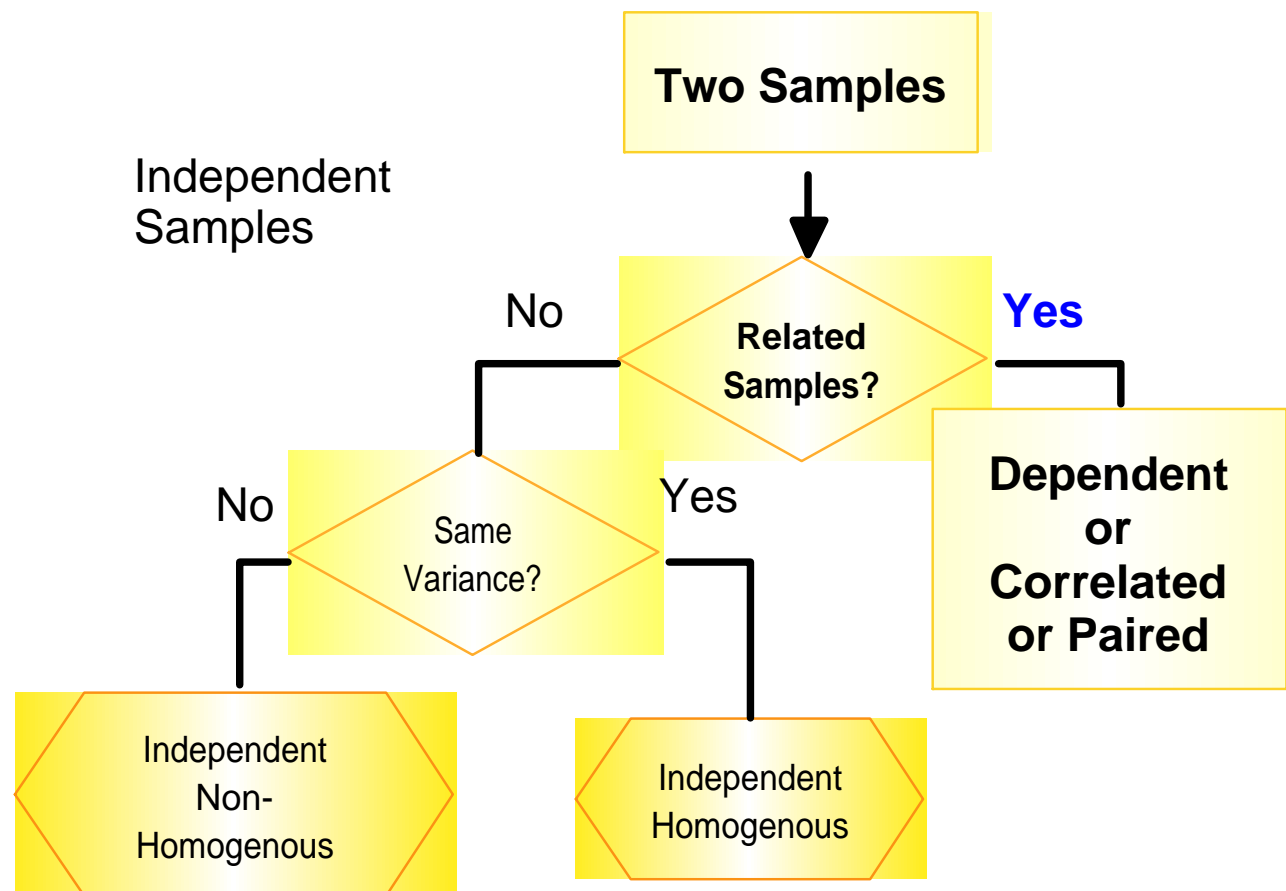 Two Samples
Independent
Samples
No
Yes
Related
Samples?
No
Yes
Same
Variance?
Dependent
or
Correlated
or Paired
Independent
Non-
Homogenous
Independent
Homogenous